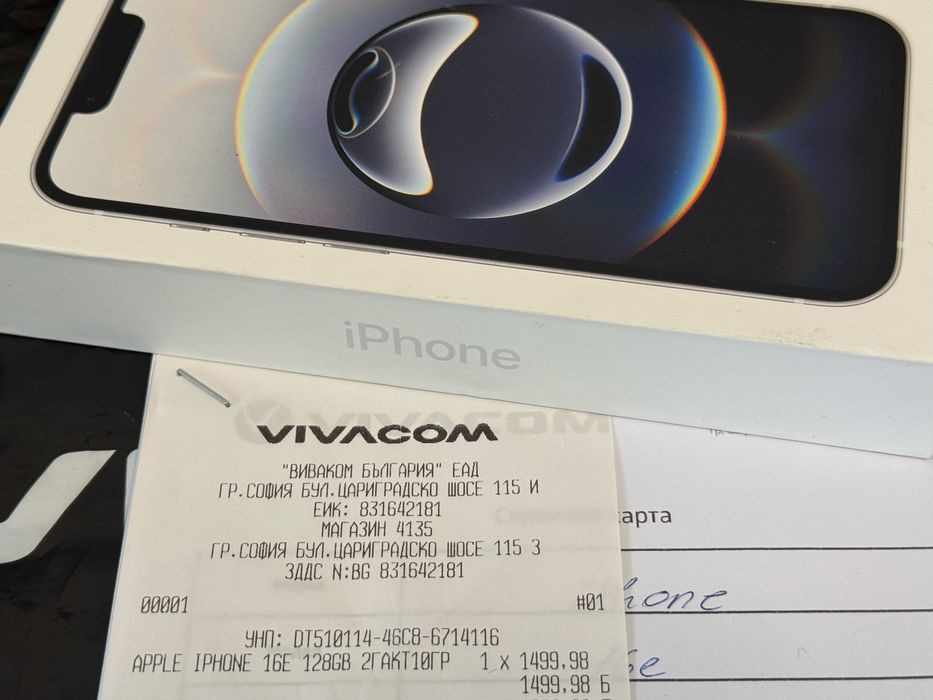 iPhone
VIVACOM
VIVACOM
"ВИВАКОМ БЪЛГАРИЯ" ЕАД
ГР.СОФИЯ БУЛ.ЦАРИГРАДСКО ШОСЕ 115 И
ЕИК: 831642181
МАГАЗИН 4135
ГР.СОФИЯ БУЛ.ЦАРИГРАДСКО ШОСЕ 115 З
ЗДДС N:BG 831642181
00001 #01
УНП: DT510114-46C8-6714116
APPLE IPHONE 16E 128GB 2ГАКТ10ГР 1 x 1499,98
1499,98 Б
карта
hone
6e